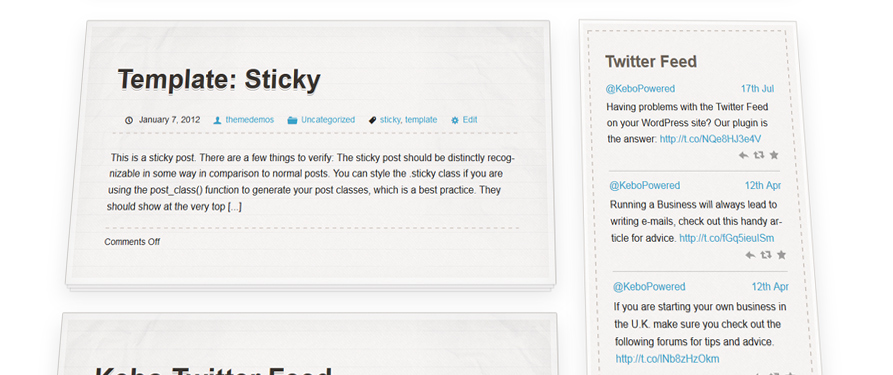 Template: Sticky
January 7, 2012 themedemos Uncategorized sticky, template Edit
This is a sticky post. There are a few things to verify: The sticky post should be distinctly recog-
nizable in some way in comparison to normal posts. You can style the .sticky class if you are
using the post_class() function to generate your post classes, which is a best practice. They
should show at the very top [...]
Comments Off
Kebo Twitter Feed
Twitter Feed
@KeboPowered 17th Jul
Having problems with the Twitter Feed
on your WordPress site? Our plugin is
the answer: http://t.co/NQe8HJ3e4V
@KeboPowered 12th Apr
Running a Business will always lead to
writing e-mails, check out this handy ar-
ticle for advice. http://t.co/fGq5ieulSm
@KeboPowered 12th Apr
If you are starting your own business in
the U.K. make sure you check out the
following forums for tips and advice.
http://t.co/lNb8zHzOkm